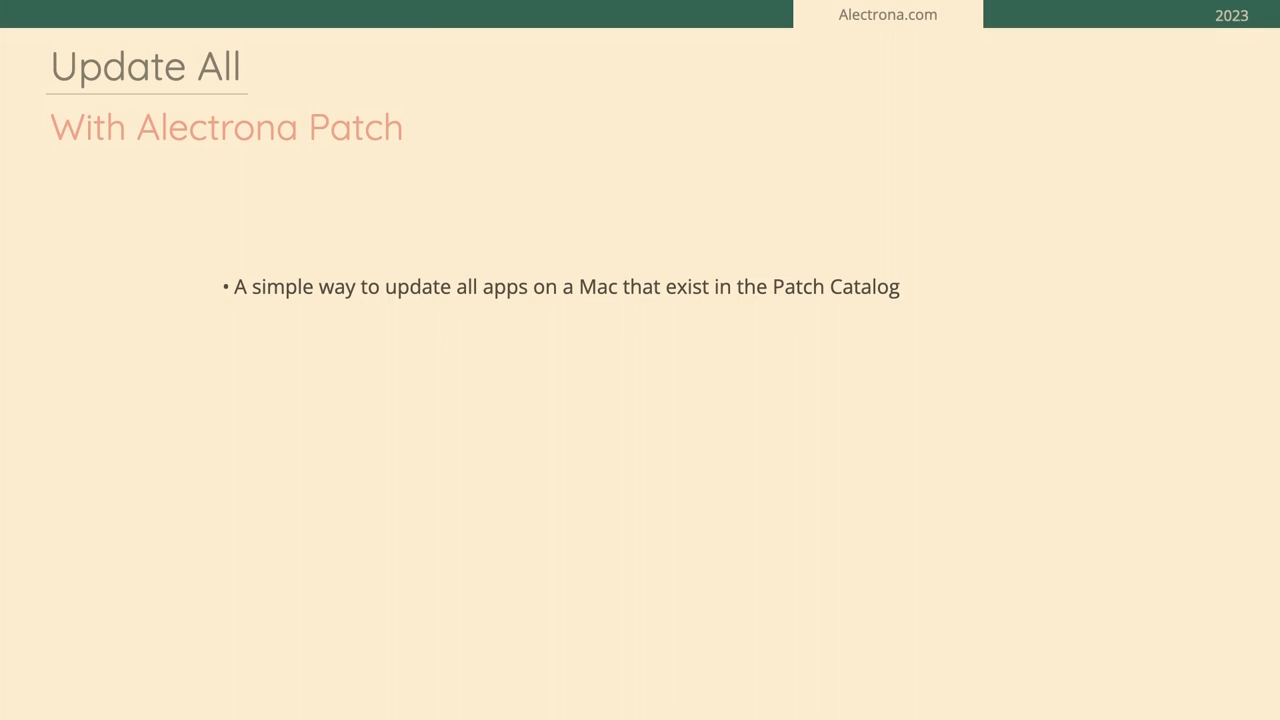 Alectrona.com
2023
Update All
With Alectrona Patch
• A simple way to update all apps on a Mac that exist in the Patch Catalog